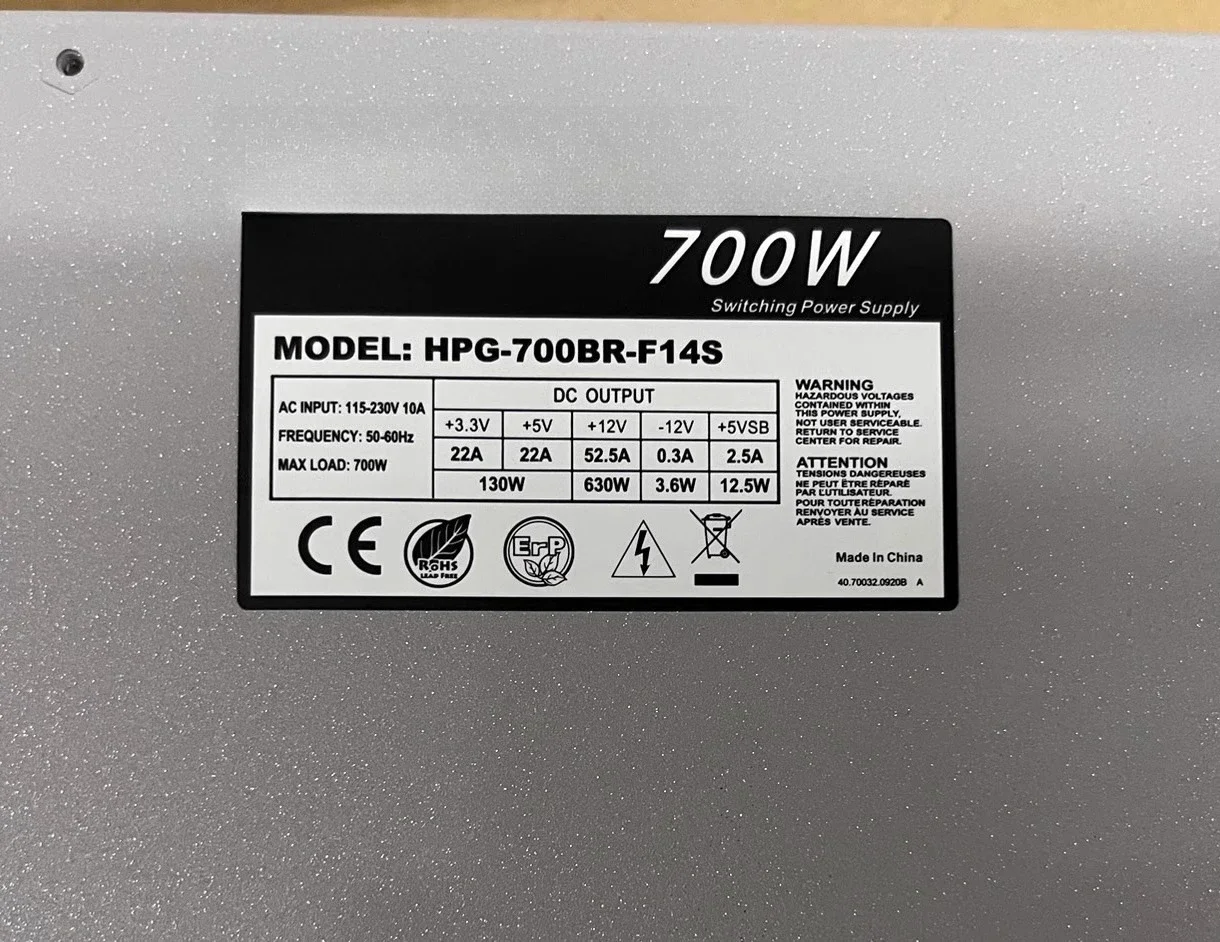 700W
Switching Power Supply
MODEL: HPG-700BR-F14S
AC INPUT: 115-230V 10A
FREQUENCY: 50-60Hz
MAX LOAD: 700W
DC OUTPUT
+3.3V +5V +12V -12V +5VSB
22A 22A 52.5A 0.3A 2.5A
130W 630W 3.6W 12.5W
WARNING
HAZARDOUS VOLTAGES
CONTAINED WITHIN
THIS POWER SUPPLY,
NOT USER SERVICEABLE.
RETURN TO SERVICE
CENTER FOR REPAIR.
ATTENTION
TENSIONS DANGEREUSES
NE PEUT ÊTRE RÉPARÉ
PAR L'UTILISATEUR.
POUR TOUTE RÉPARATION
RENVOYER AU SERVICE
APRÈS VENTE.
CE
RoHS
LEAD FREE
ErP
Made In China
40.70032.0920B A